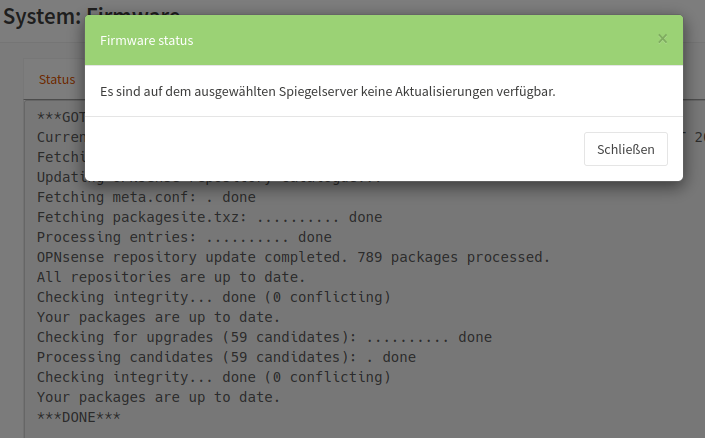 System: Firmware
Firmware status
×
Es sind auf dem ausgewählten Spiegelserver keine Aktualisierungen verfügbar.
Schließen
Status
***GOT
Curren
Fetchi
Updating OPNsense repository catalogue...
Fetching meta.conf: . done
Fetching packagesite.txz: .......... done
Processing entries: .......... done
OPNsense repository update completed. 789 packages processed.
All repositories are up to date.
Checking integrity... done (0 conflicting)
Your packages are up to date.
Checking for upgrades (59 candidates): .......... done
Processing candidates (59 candidates): . done
Checking integrity... done (0 conflicting)
Your packages are up to date.
***DONE***